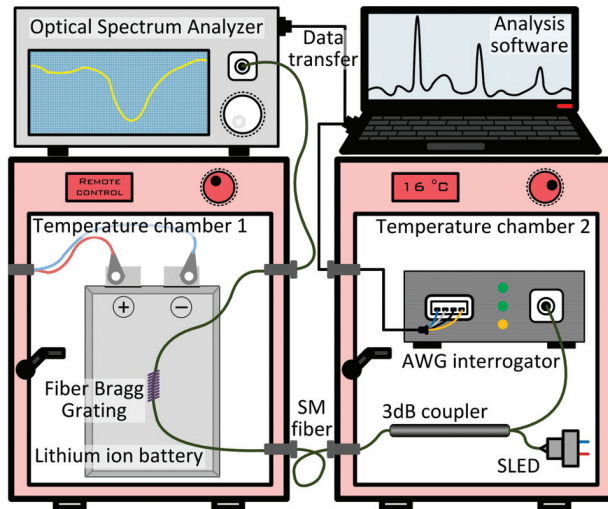 Optical Spectrum Analyzer
Data
transfer
Analysis
software
REMOTE
CONTROL
16 °C
Temperature chamber 1
Temperature chamber 2
+
−
AWG interrogator
Fiber Bragg
Grating
SM
fiber
3dB coupler
Lithium ion battery
SLED